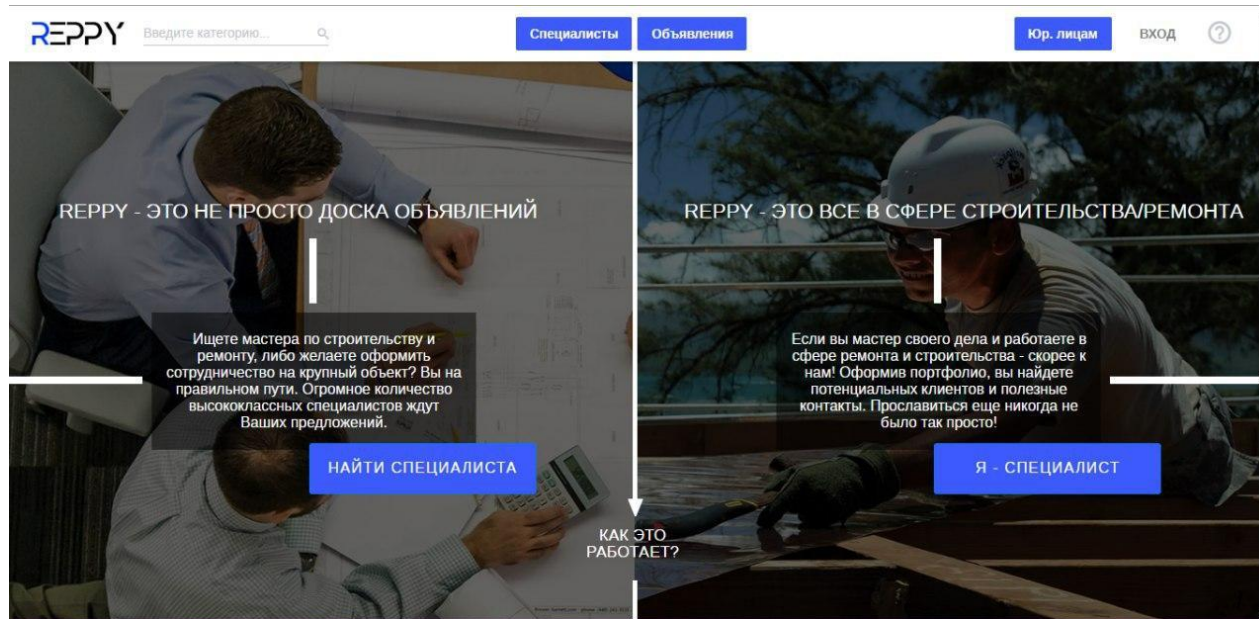 REPPY
Введите категорию...
Специалисты
Объявления
Юр. лицам
ВХОД
?
REPPY - ЭТО НЕ ПРОСТО ДОСКА ОБЪЯВЛЕНИЙ
Ищете мастера по строительству и
ремонту, либо желаете оформить
сотрудничество на крупный объект? Вы на
правильном пути. Огромное количество
высококлассных специалистов ждут
Ваших предложений.
НАЙТИ СПЕЦИАЛИСТА
REPPY - ЭТО ВСЕ В СФЕРЕ СТРОИТЕЛЬСТВА/РЕМОНТА
Если вы мастер своего дела и работаете в
сфере ремонта и строительства - скорее к
нам! Оформив портфолио, вы найдете
потенциальных клиентов и полезные
контакты. Прославиться еще никогда не
было так просто!
Я - СПЕЦИАЛИСТ
КАК ЭТО
РАБОТАЕТ?